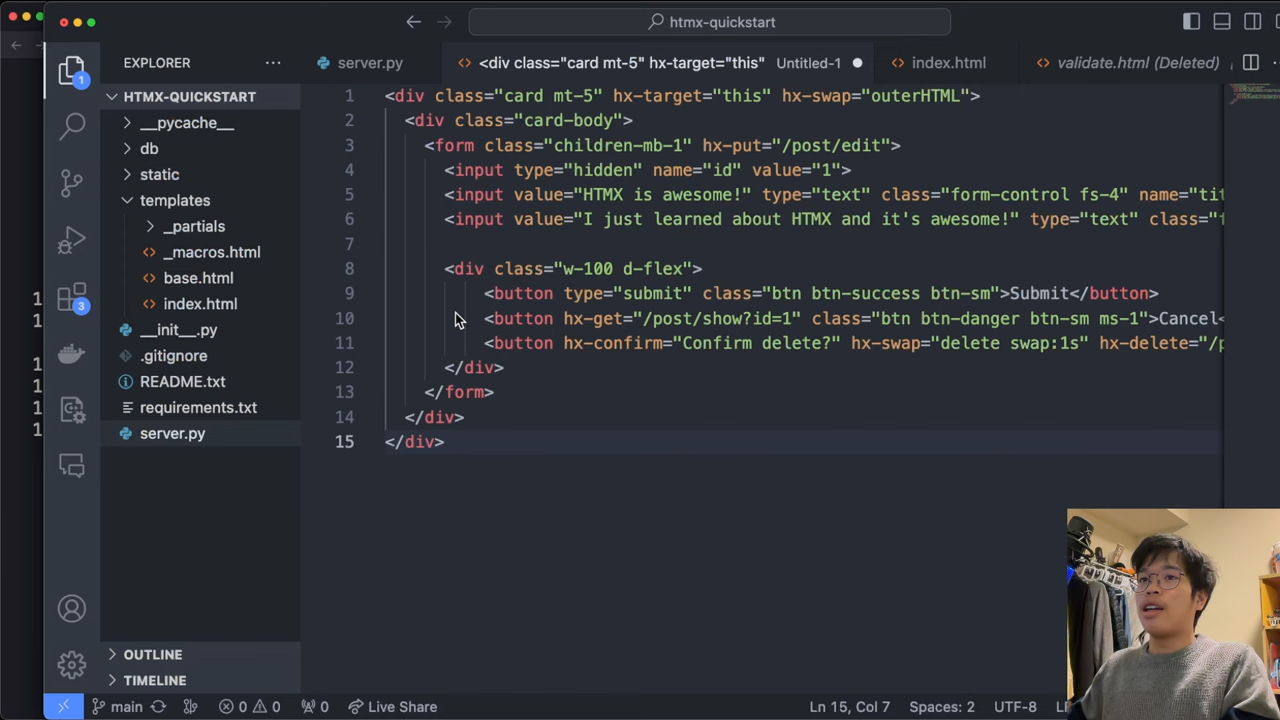 htmx-quickstart
EXPLORER
server.py
<div class="card mt-5" hx-target="this" Untitled-1
index.html
validate.html (Deleted)
HTMX-QUICKSTART
__pycache__
db
static
templates
_partials
_macros.html
base.html
index.html
__init__.py
.gitignore
README.txt
requirements.txt
server.py
OUTLINE
TIMELINE
1
3
1 <div class="card mt-5" hx-target="this" hx-swap="outerHTML">
2 <div class="card-body">
3 <form class="children-mb-1" hx-put="/post/edit">
4 <input type="hidden" name="id" value="1">
5 <input value="HTMX is awesome!" type="text" class="form-control fs-4" name="tit
6 <input value="I just learned about HTMX and it's awesome!" type="text" class="f
7
8 <div class="w-100 d-flex">
9 <button type="submit" class="btn btn-success btn-sm">Submit</button>
10 <button hx-get="/post/show?id=1" class="btn btn-danger btn-sm ms-1">Cancel<
11 <button hx-confirm="Confirm delete?" hx-swap="delete swap:1s" hx-delete="/p
12 </div>
13 </form>
14 </div>
15 </div>
main
0 0
0
Live Share
Ln 15, Col 7
Spaces: 2
UTF-8